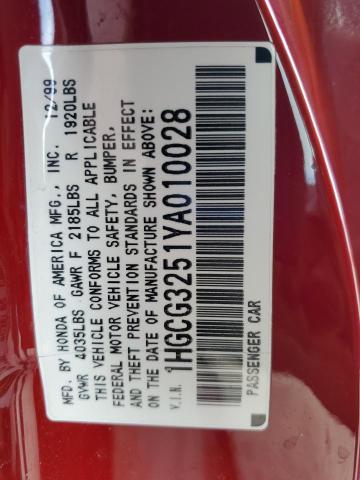 MFD. BY HONDA OF AMERICA MFG., INC. 12/99
GVWR 4035LBS GAWR F 2185LBS R 1920LBS
THIS VEHICLE CONFORMS TO ALL APPLICABLE
FEDERAL MOTOR VEHICLE SAFETY, BUMPER,
AND THEFT PREVENTION STANDARDS IN EFFECT
ON THE DATE OF MANUFACTURE SHOWN ABOVE:
V.I.N. 1HGCG3251YA010028
PASSENGER CAR